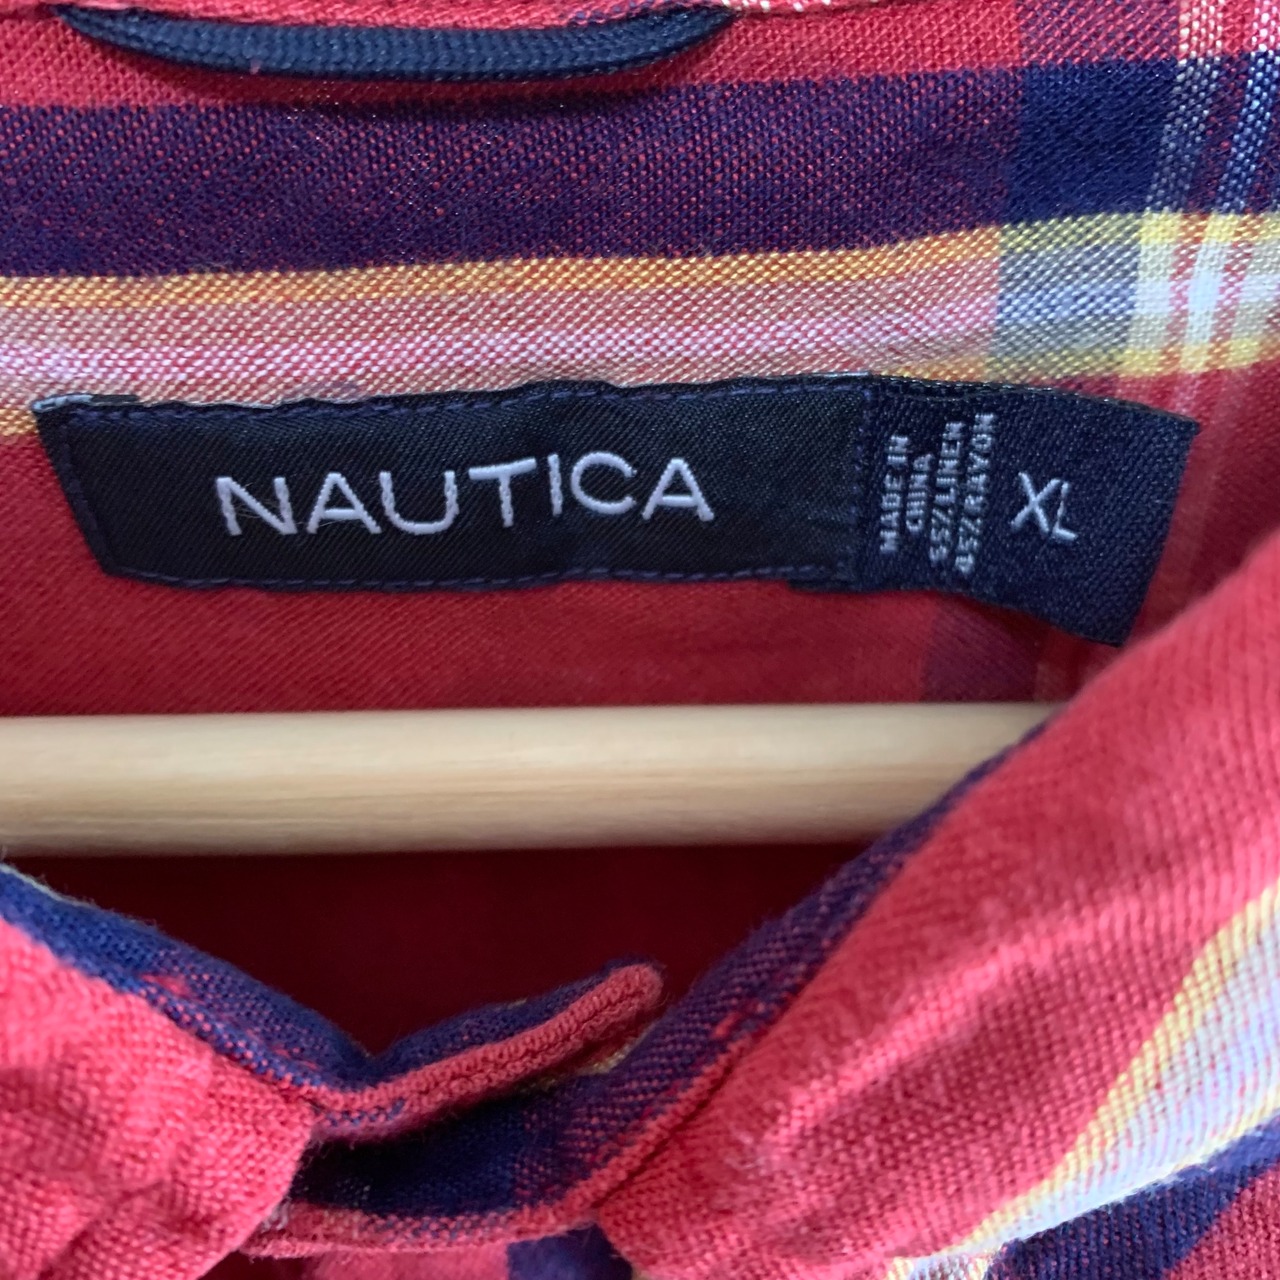 NAUTICA
MADE IN
CHINA
55% LINEN
45% RAYON
XL